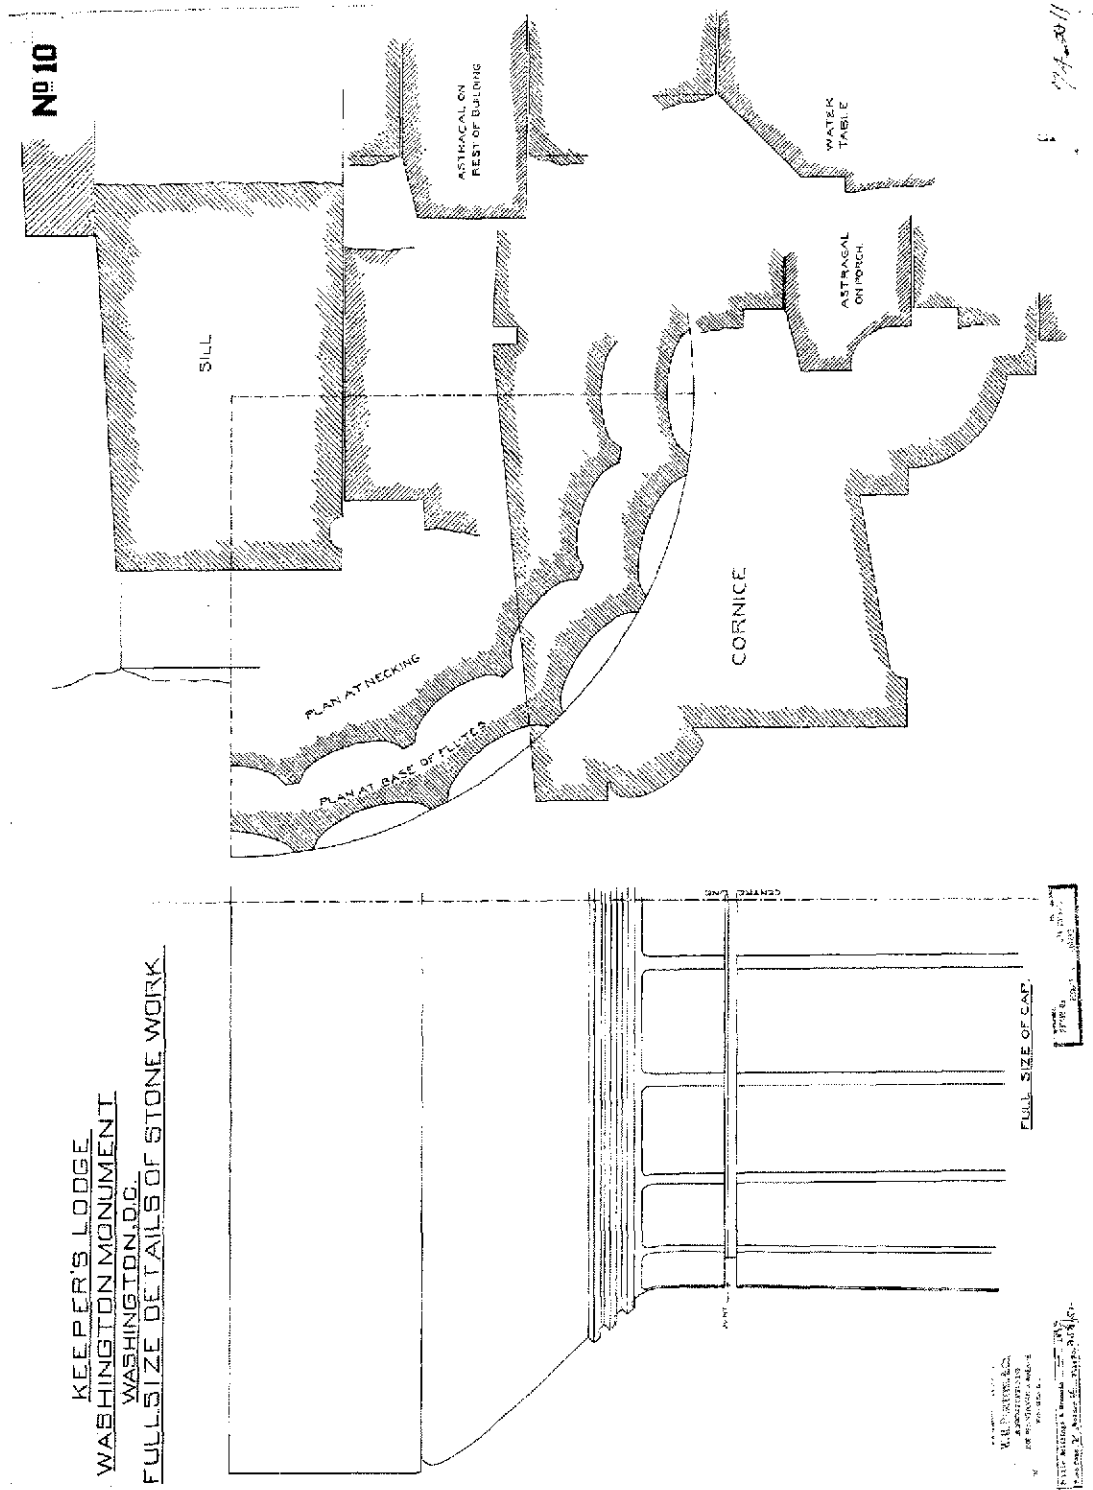 Nº 10
KEEPER'S LODGE
WASHINGTON MONUMENT
WASHINGTON, D.C.
FULL SIZE DETAILS OF STONE WORK
SILL
ASTRAGAL ON
REST OF BUILDING
WATER
TABLE
ASTRAGAL
ON PORCH.
CORNICE
PLAN AT NECKING
PLAN AT BASE OF FLUTES
CENTRE LINE
JOINT
FULL SIZE OF CAP.